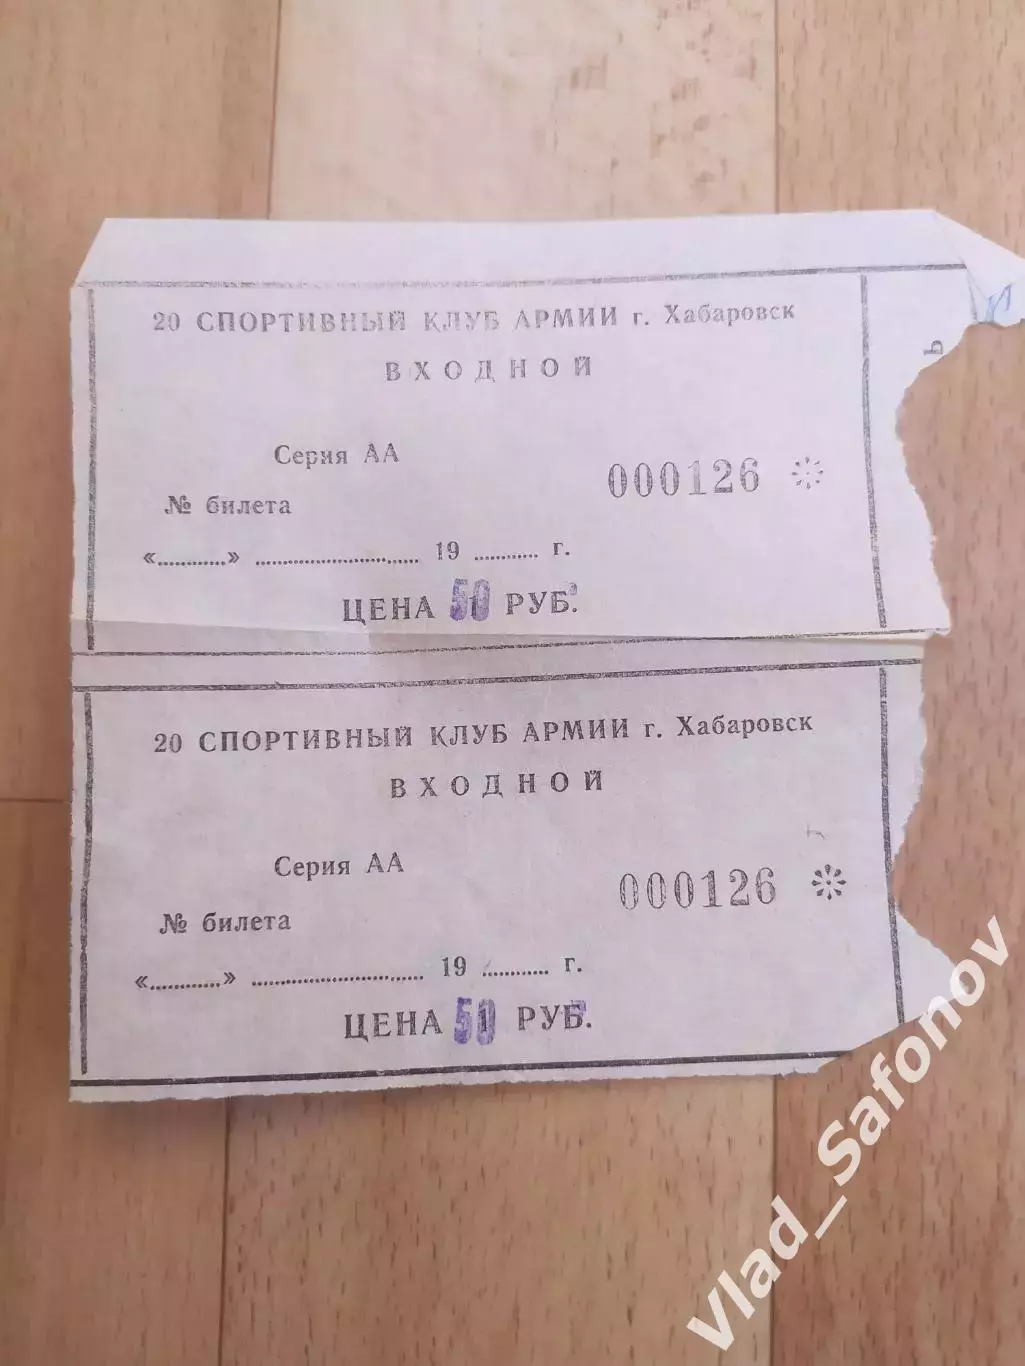 20 СПОРТИВНЫЙ КЛУБ АРМИИ г. Хабаровск
ВХОДНОЙ
Серия АА
000126
№ билета
«............» ............................ 19 ............ г.
ЦЕНА 50 РУБ.
Ь
20 СПОРТИВНЫЙ КЛУБ АРМИИ г. Хабаровск
ВХОДНОЙ
Серия АА
000126
№ билета
«............» ............................ 19 ............ г.
ЦЕНА 50 РУБ.
Vlad_Safonov